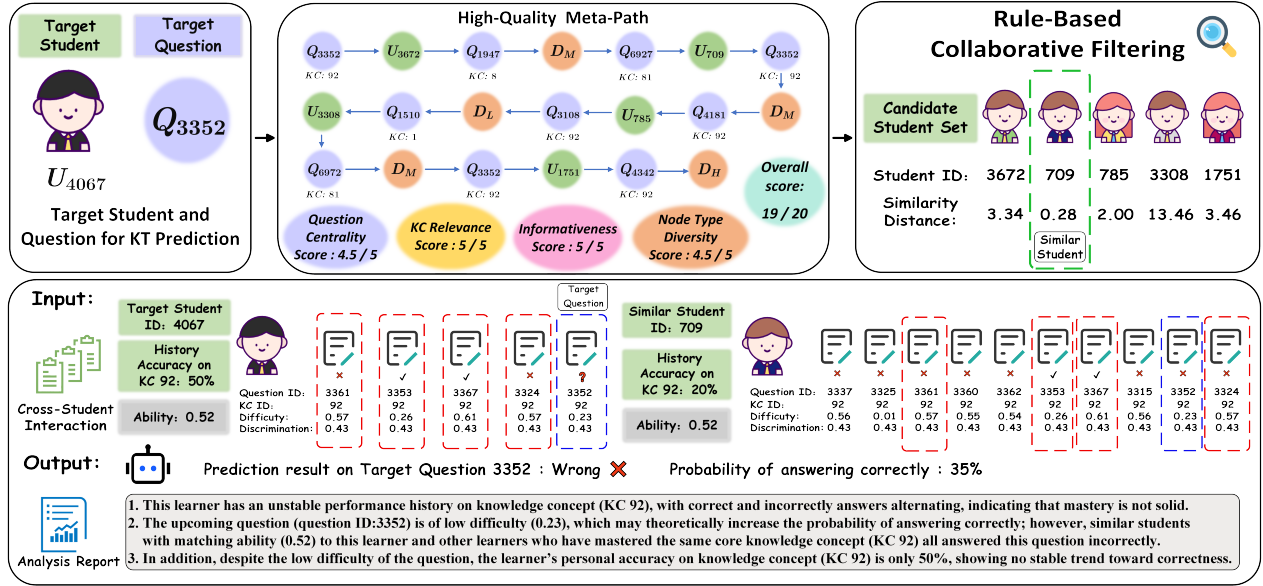 Target
Student
Target
Question
Q3352
U4067
Target Student and
Question for KT Prediction
High-Quality Meta-Path
Q3352 U3672 Q1947 DM Q6927 U709 Q3352
KC: 92 KC: 8 KC: 81 KC: 92
U3308 Q1510 DL Q3108 U785 Q4181 DM
KC: 1 KC: 92 KC: 92
Q6972 DM Q3352 U1751 Q4342 DH
KC: 81 KC: 92 KC: 92
Question
Centrality
Score : 4.5 / 5
KC Relevance
Score : 5 / 5
Informativeness
Score : 5 / 5
Node Type
Diversity
Score : 4.5 / 5
Overall
score:
19 / 20
Rule-Based
Collaborative Filtering
Candidate
Student Set
Student ID: 3672 709 785 3308 1751
Similarity
Distance: 3.34 0.28 2.00 13.46 3.46
Similar
Student
Input:
Cross-Student
Interaction
Target Student
ID: 4067
History
Accuracy on
KC 92: 50%
Ability: 0.52
Target
Question
?
Question ID: 3361 3353 3367 3324 3352
KC ID: 92 92 92 92 92
Difficuty: 0.57 0.26 0.61 0.57 0.23
Discrimination: 0.43 0.43 0.43 0.43 0.43
Similar Student
ID: 709
History
Accuracy on
KC 92: 20%
Ability: 0.52
Question ID: 3337 3325 3361 3360 3362 3353 3367 3315 3352 3324
KC ID: 92 92 92 92 92 92 92 92 92 92
Difficuty: 0.56 0.01 0.57 0.55 0.54 0.26 0.61 0.56 0.23 0.57
Discrimination: 0.43 0.43 0.43 0.43 0.43 0.43 0.43 0.43 0.43 0.43
Output:
Prediction result on Target Question 3352 : Wrong
Probability of answering correctly : 35%
Analysis Report
1. This learner has an unstable performance history on knowledge concept (KC 92), with correct and incorrectly answers alternating, indicating that mastery is not solid.
2. The upcoming question (question ID:3352) is of low difficulty (0.23), which may theoretically increase the probability of answering correctly; however, similar students
with matching ability (0.52) to this learner and other learners who have mastered the same core knowledge concept (KC 92) all answered this question incorrectly.
3. In addition, despite the low difficulty of the question, the learner's personal accuracy on knowledge concept (KC 92) is only 50%, showing no stable trend toward correctness.